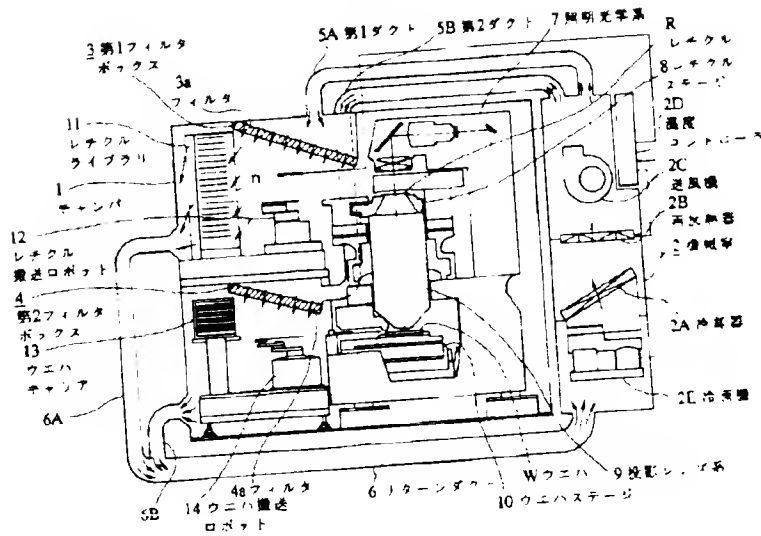 5A 第1ダクト
5B 第2ダクト
7 照明光学系
R
レチクル
3 第1フィルタ
ボックス
3a
フィルタ
8 レチクル
ステージ
2D
温度
コントローラ
11
レチクル
ライブラリ
1
チャンバ
n
2C
送風機
2B
再熱器
12
レチクル
搬送ロボット
2 機械室
4
第2フィルタ
ボックス
13
ウエハ
キャリア
2A 冷却器
6A
2E 冷凍機
6B
4aフィルタ
14 ウエハ搬送
ロボット
6 リターンダクト
Wウエハ
10 ウエハステージ
9 投影レンズ系